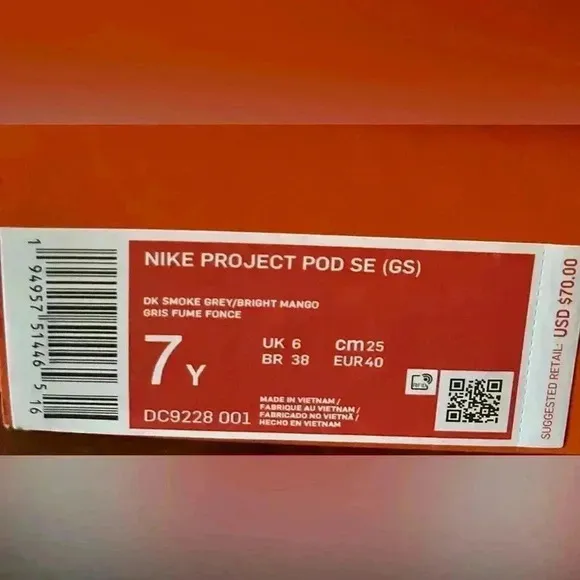 NIKE PROJECT POD SE (GS)
DK SMOKE GREY/BRIGHT MANGO
GRIS FUME FONCE
7 Y
UK 6 cm 25
BR 38 EUR 40
DC9228 001
MADE IN VIETNAM /
FABRIQUE AU VIETNAM /
FABRICADO NO VIETNÃ /
HECHO EN VIETNAM
RFID
1 94957 51446 5 16
SUGGESTED RETAIL: USD $70.00